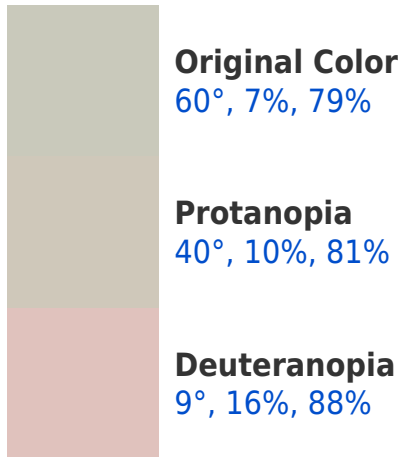 Original Color
60°, 7%, 79%
Protanopia
40°, 10%, 81%
Deuteranopia
9°, 16%, 88%